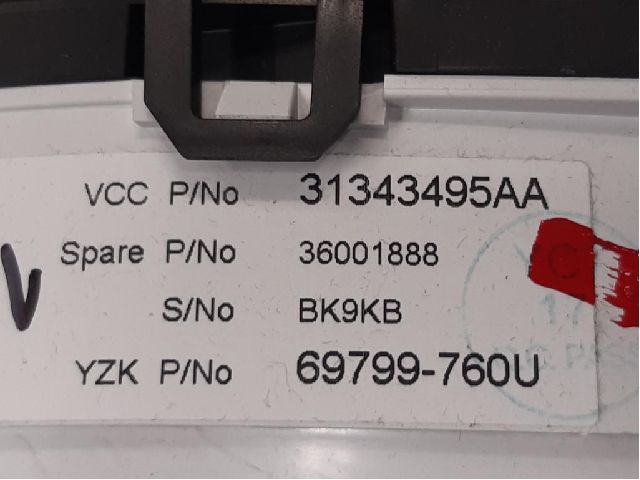 VCC P/No 31343495AA
Spare P/No 36001888
S/No BK9KB
YZK P/No 69799-760U
V